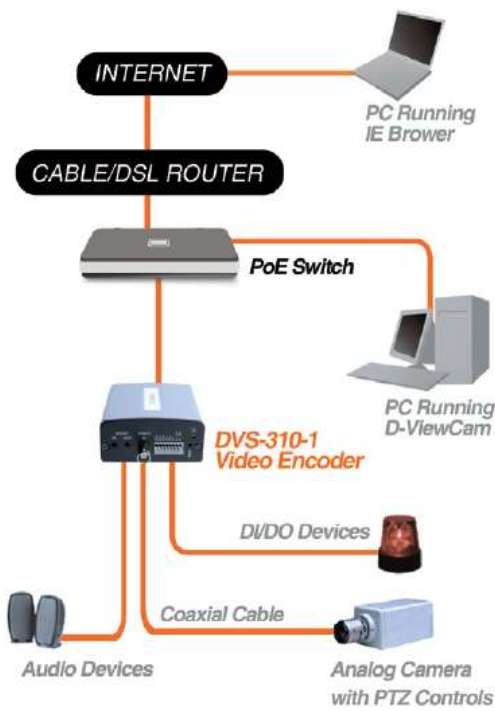 INTERNET
PC Running
IE Brower
CABLE/DSL ROUTER
PoE Switch
PC Running
D-ViewCam
DVS-310-1
Video Encoder
DI/DO Devices
Coaxial Cable
Audio Devices
Analog Camera
with PTZ Controls